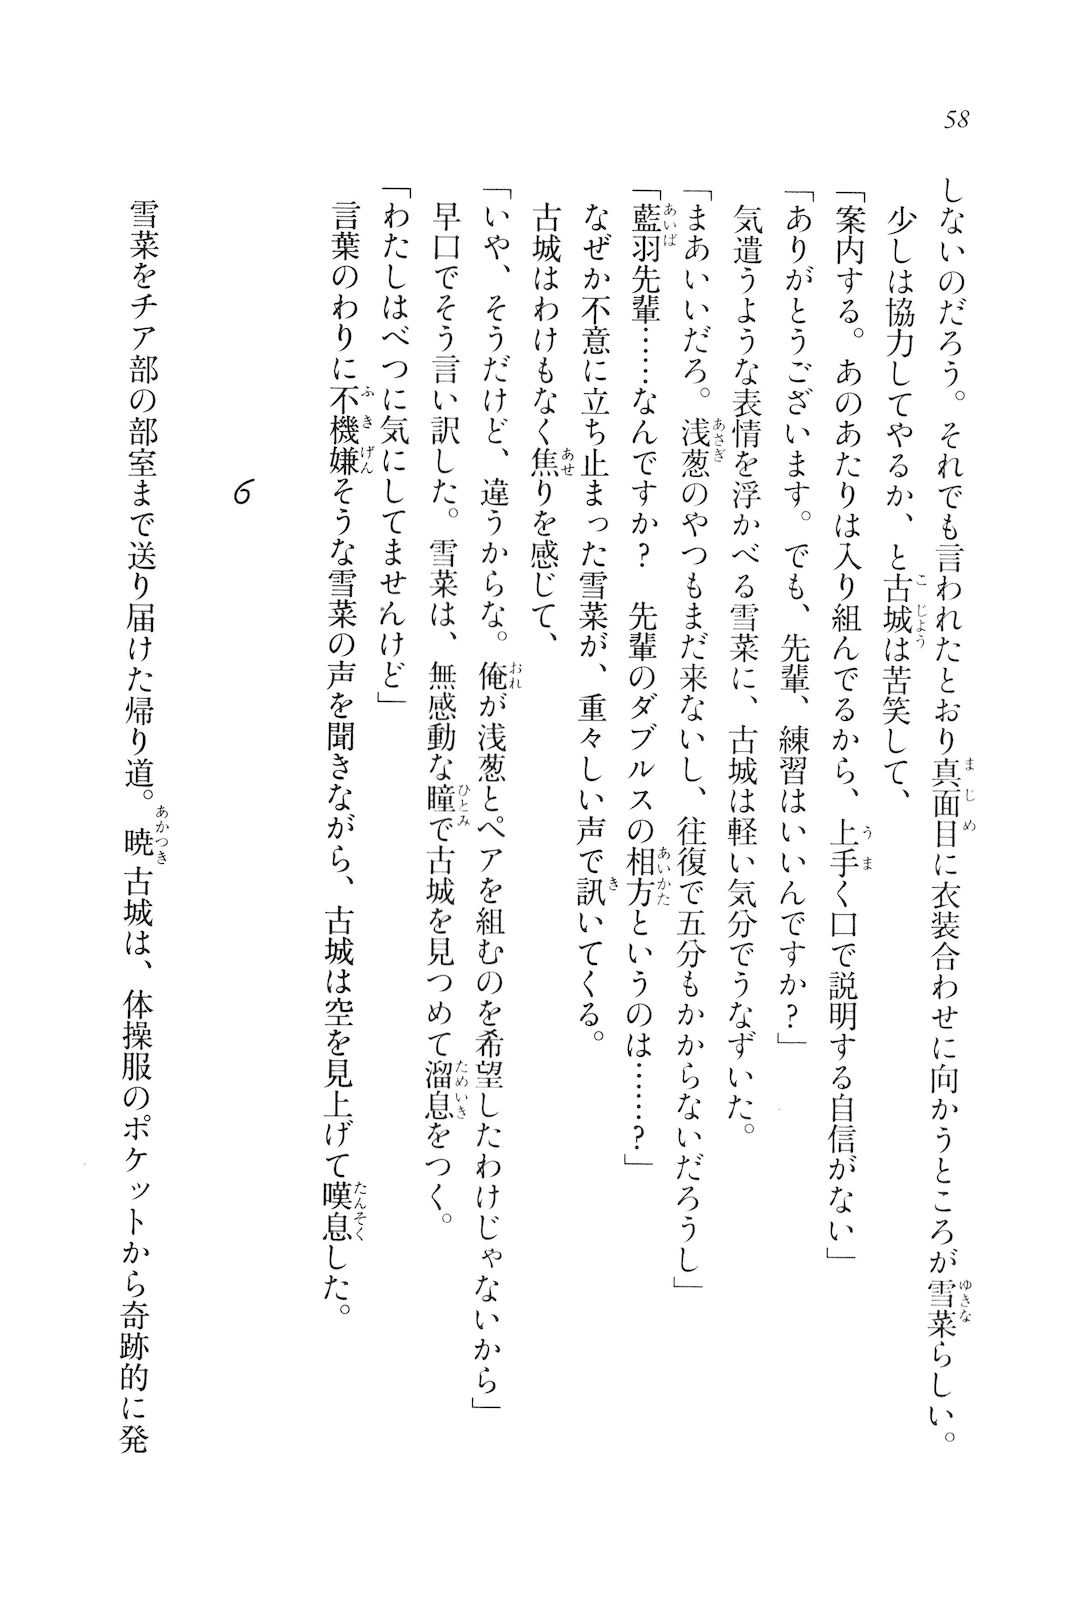 58
しないのだろう。それでも言われたとおり真面目に衣装合わせに向かうところが雪菜らしい。
少しは協力してやるか、と古城は苦笑して、
「案内する。あのあたりは入り組んでるから、上手く口で説明する自信がない」
「ありがとうございます。でも、先輩、練習はいいんですか?」
気遣うような表情を浮かべる雪菜に、古城は軽い気分でうなずいた。
「まあいいだろ。浅葱のやつもまだ来ないし、往復で五分もかからないだろうし」
「藍羽先輩……なんですか? 先輩のダブルスの相方というのは……?」
なぜか不意に立ち止まった雪菜が、重々しい声で訊いてくる。
古城はわけもなく焦りを感じて、
「いや、そうだけど、違うからな。俺が浅葱とペアを組むのを希望したわけじゃないから」
早口でそう言い訳した。雪菜は、無感動な瞳で古城を見つめて溜息をつく。
「わたしはべつに気にしてませんけど」
言葉のわりに不機嫌そうな雪菜の声を聞きながら、古城は空を見上げて嘆息した。
6
雪菜をチア部の部室まで送り届けた帰り道。暁古城は、体操服のポケットから奇跡的に発